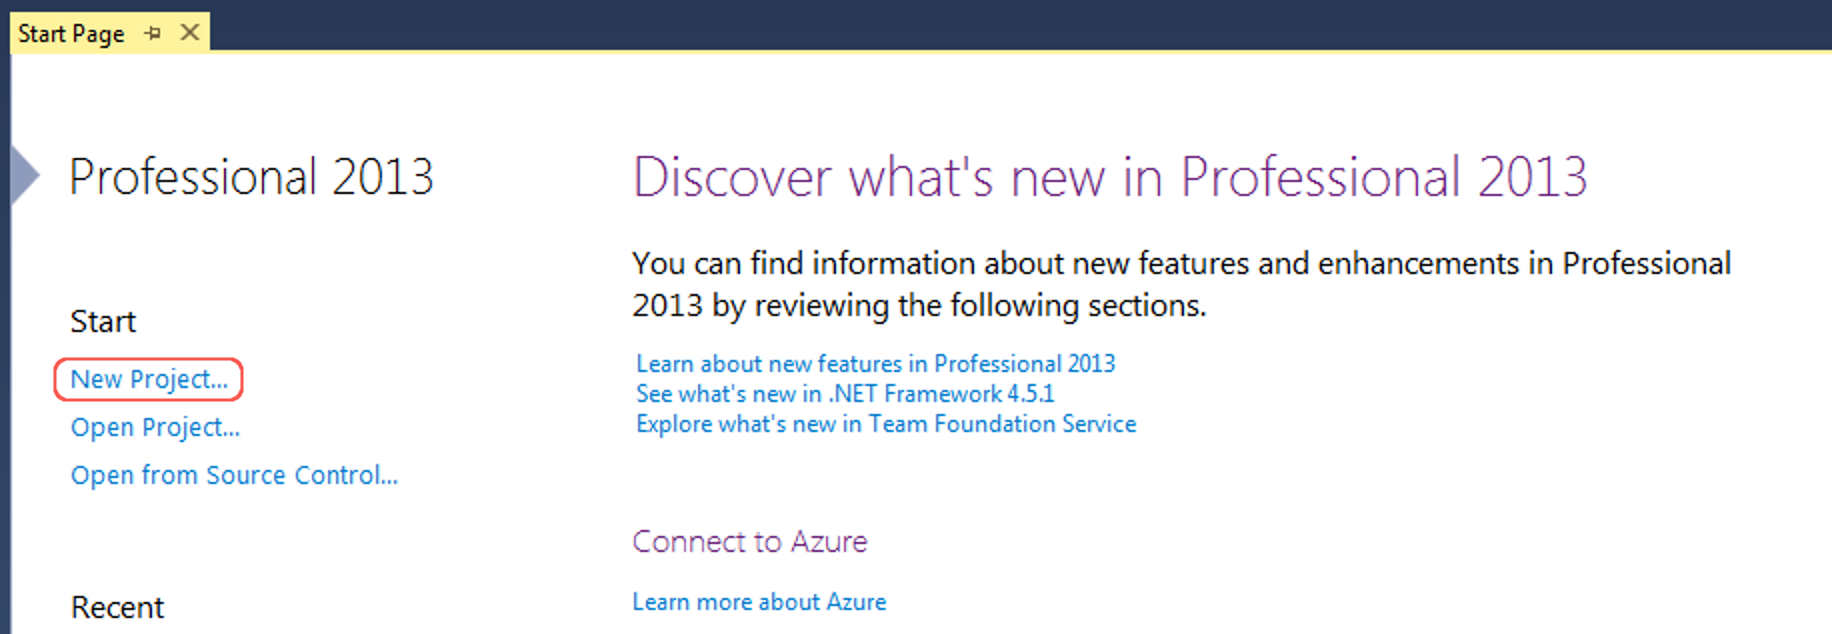 Start Page
Professional 2013
Start
New Project...
Open Project...
Open from Source Control...
Recent
Discover what's new in Professional 2013
You can find information about new features and enhancements in Professional
2013 by reviewing the following sections.
Learn about new features in Professional 2013
See what's new in .NET Framework 4.5.1
Explore what's new in Team Foundation Service
Connect to Azure
Learn more about Azure